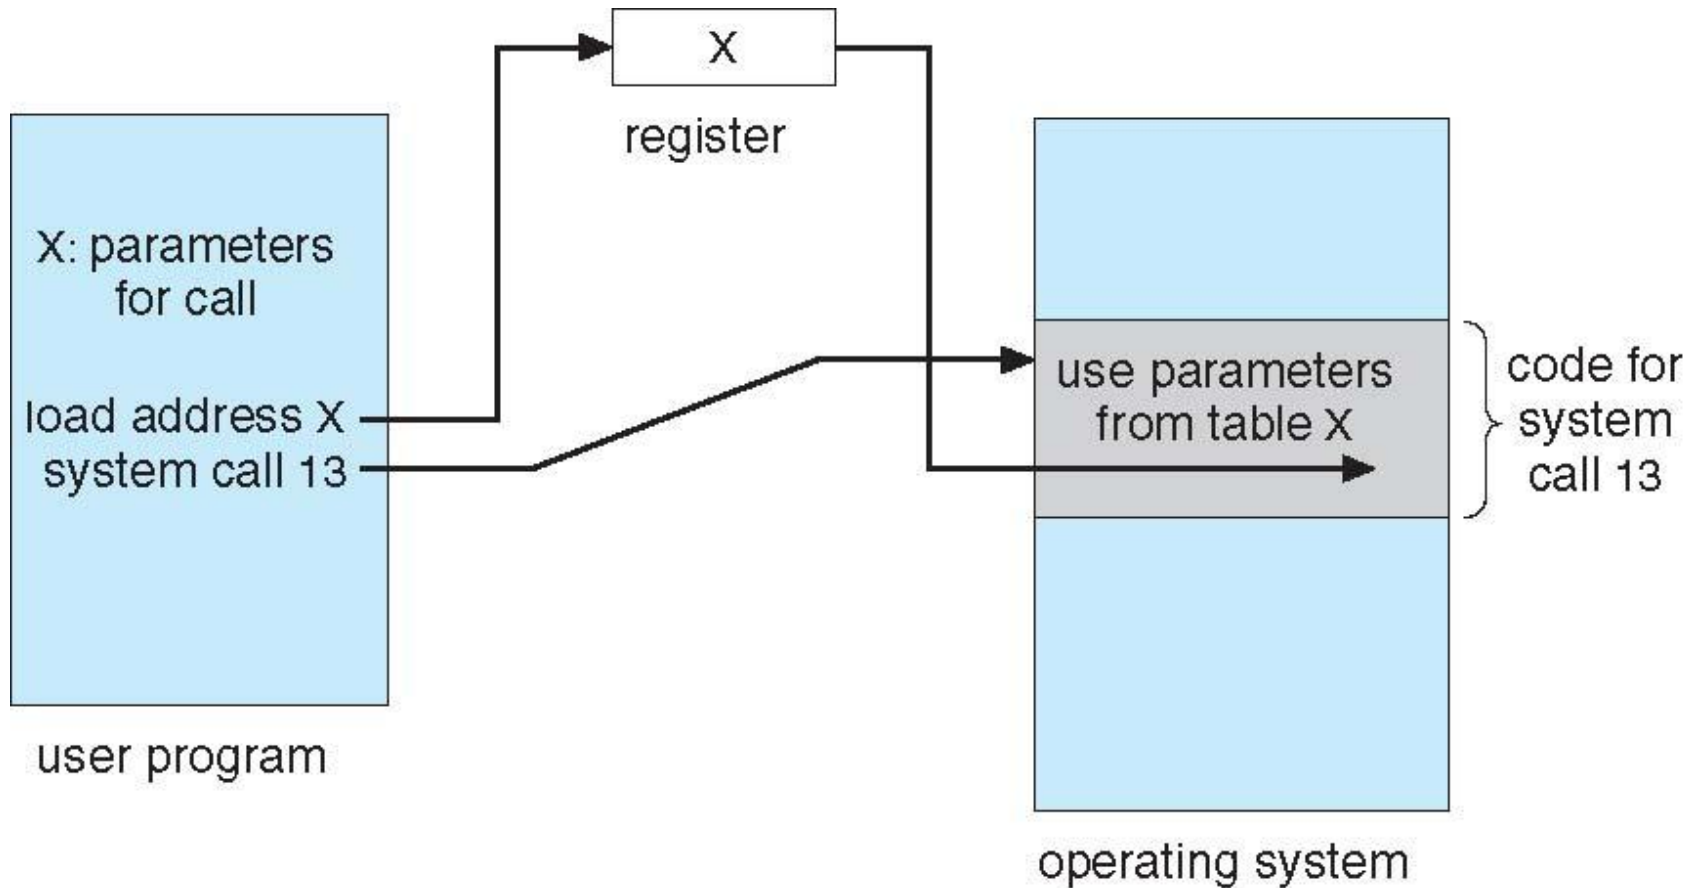 X
register
X: parameters
for call
load address X
system call 13
user program
use parameters
from table X
code for
system
call 13
operating system